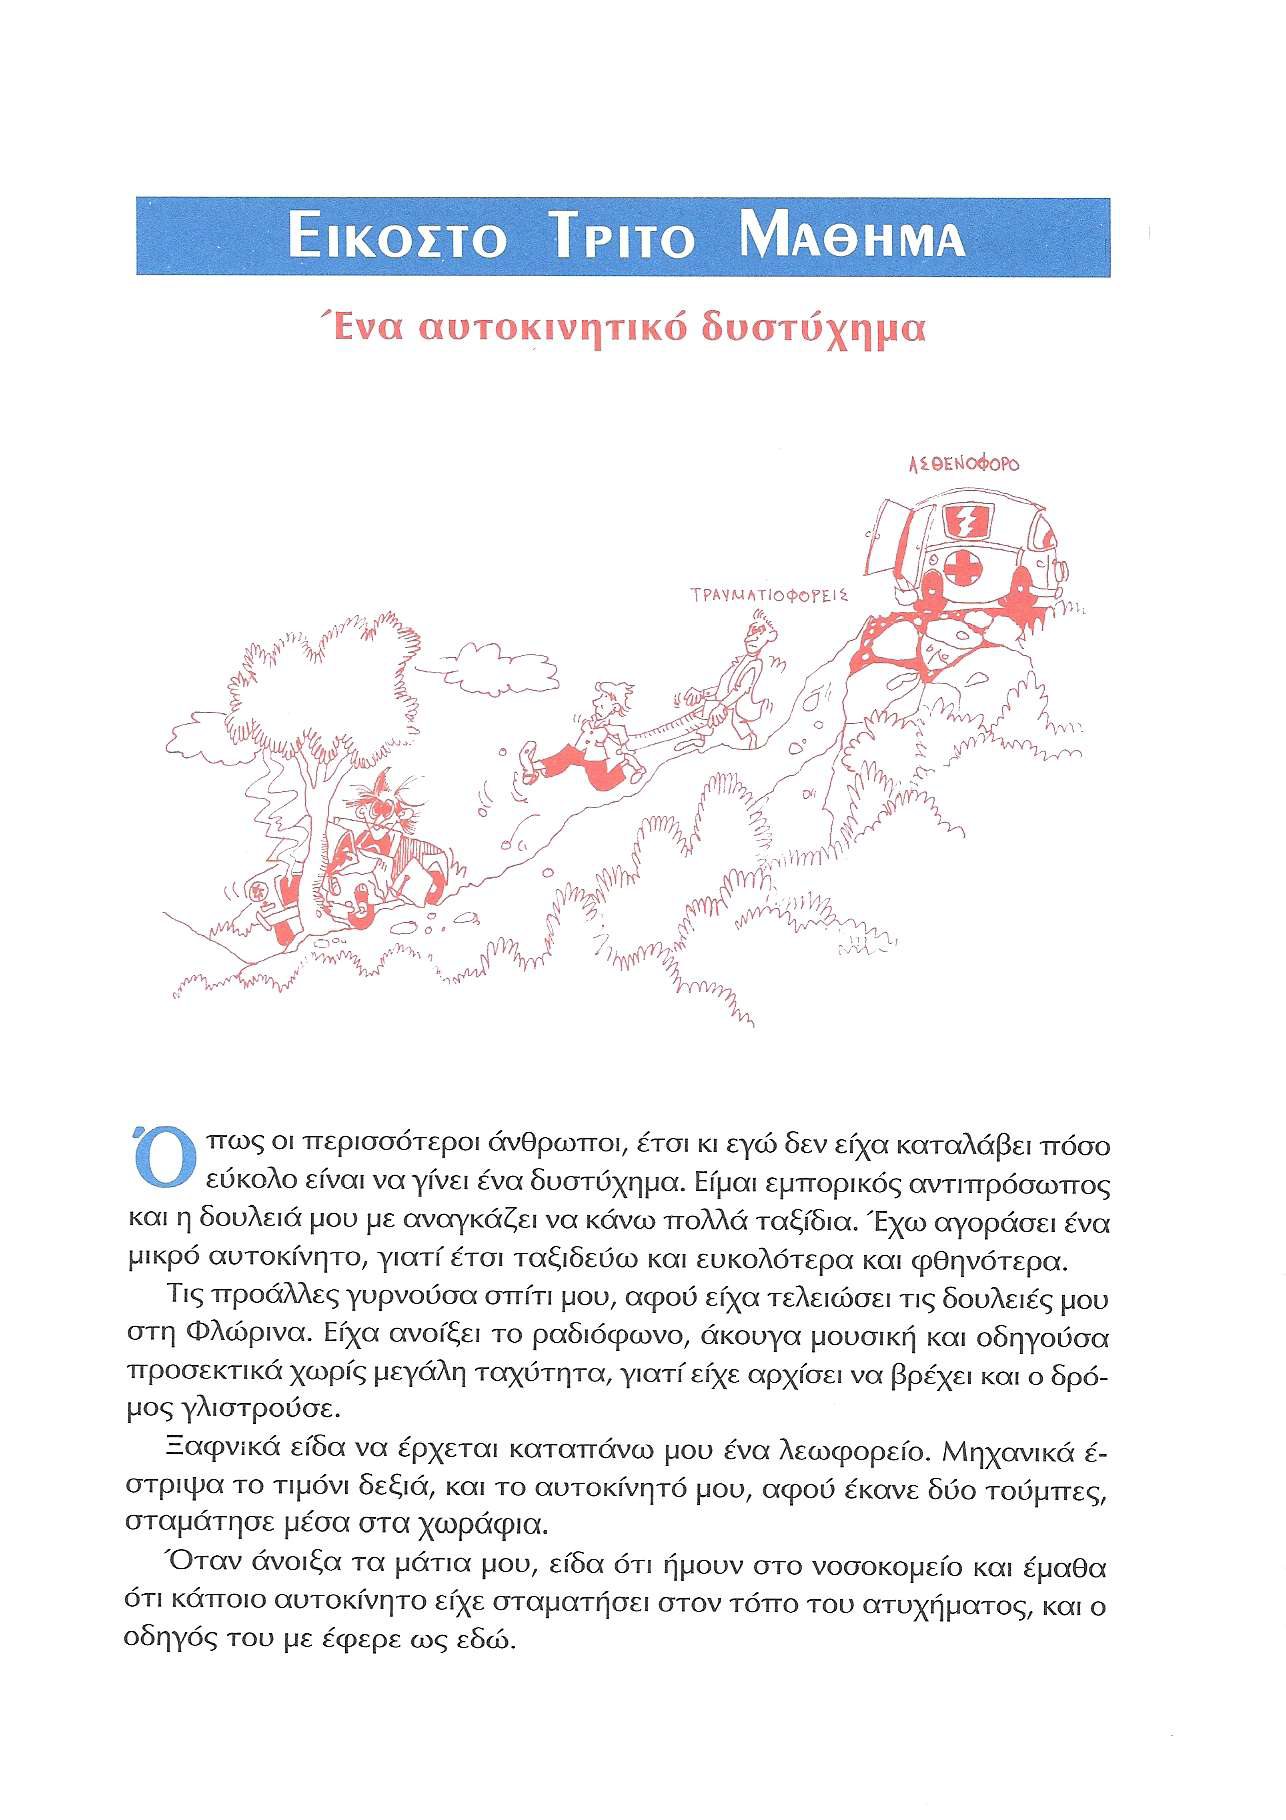 ΕΙΚΟΣΤΟ ΤΡΙΤΟ ΜΑΘΗΜΑ
Ένα αυτοκινητικό δυστύχημα
ΑΣΘΕΝΟΦΟΡΟ
ΤΡΑΥΜΑΤΙΟΦΟΡΕΙΣ
Όπως οι περισσότεροι άνθρωποι, έτσι κι εγώ δεν είχα καταλάβει πόσο
εύκολο είναι να γίνει ένα δυστύχημα. Είμαι εμπορικός αντιπρόσωπος
και η δουλειά μου με αναγκάζει να κάνω πολλά ταξίδια. Έχω αγοράσει ένα
μικρό αυτοκίνητο, γιατί έτσι ταξιδεύω και ευκολότερα και φθηνότερα.
Τις προάλλες γυρνούσα σπίτι μου, αφού είχα τελειώσει τις δουλειές μου
στη Φλώρινα. Είχα ανοίξει το ραδιόφωνο, άκουγα μουσική και οδηγούσα
προσεκτικά χωρίς μεγάλη ταχύτητα, γιατί είχε αρχίσει να βρέχει και ο δρό-
μος γλιστρούσε.
Ξαφνικά είδα να έρχεται καταπάνω μου ένα λεωφορείο. Μηχανικά έ-
στριψα το τιμόνι δεξιά, και το αυτοκίνητό μου, αφού έκανε δύο τούμπες,
σταμάτησε μέσα στα χωράφια.
Όταν άνοιξα τα μάτια μου, είδα ότι ήμουν στο νοσοκομείο και έμαθα
ότι κάποιο αυτοκίνητο είχε σταματήσει στον τόπο του ατυχήματος, και ο
οδηγός του με έφερε ως εδώ.